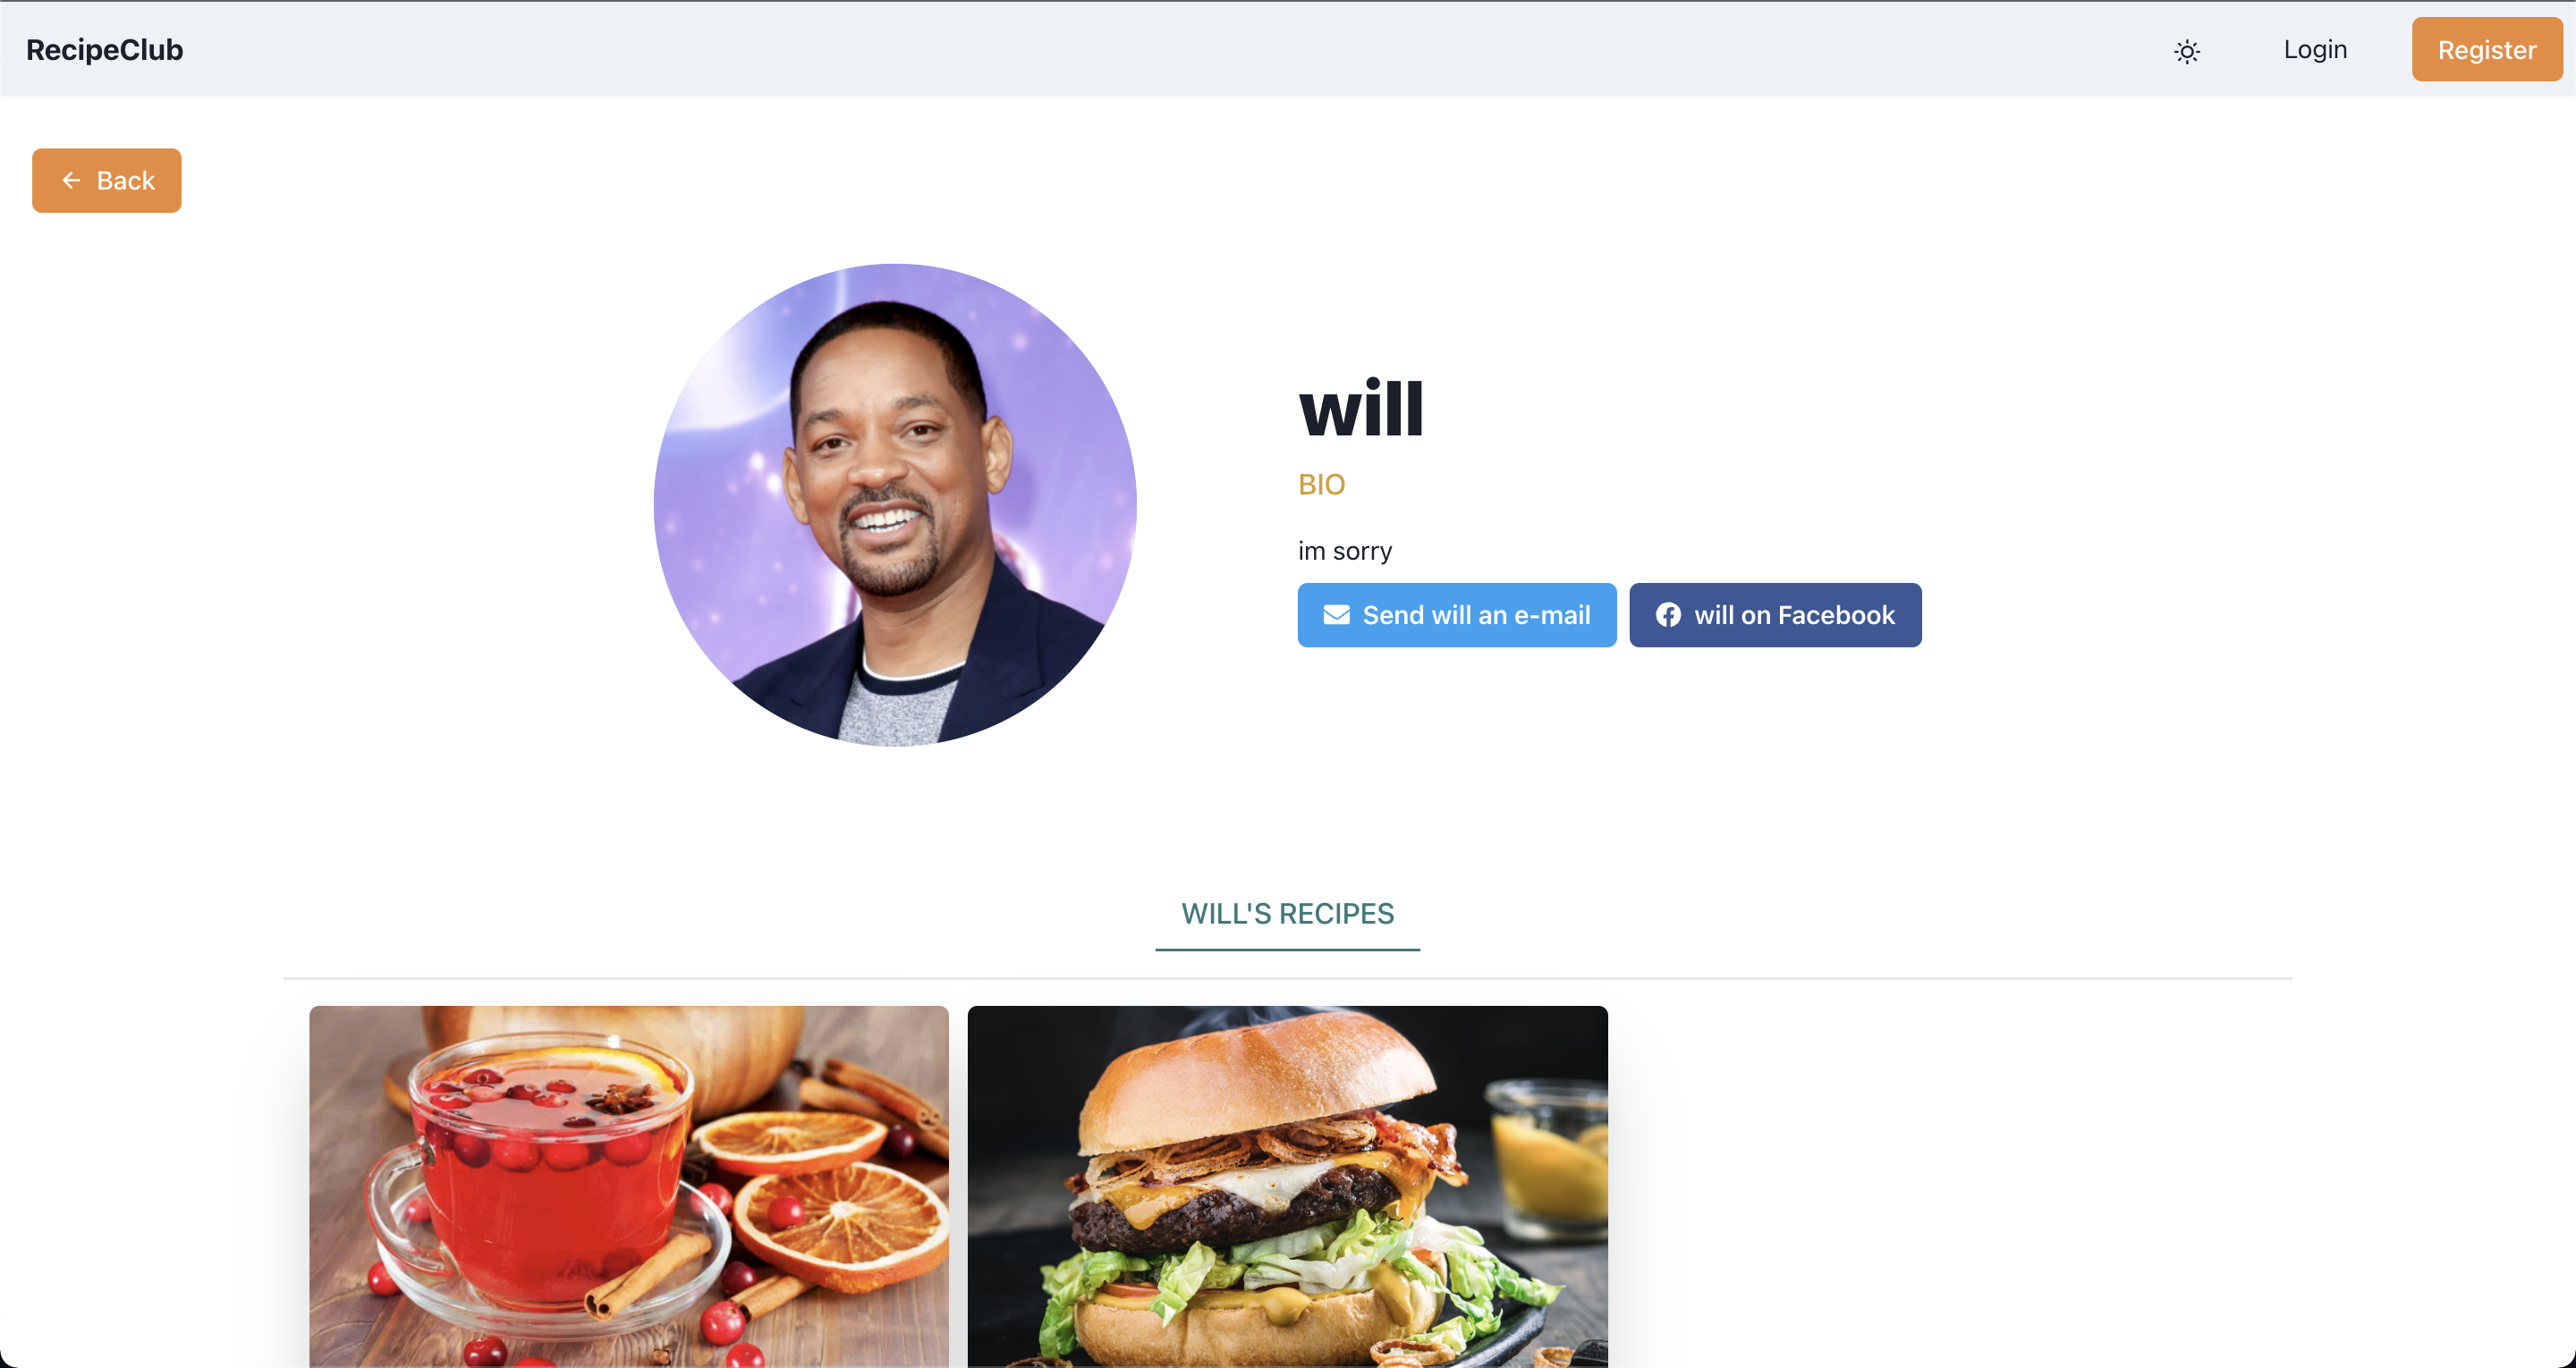 RecipeClub
Login
Register
Back
will
BIO
im sorry
Send will an e-mail
will on Facebook
WILL'S RECIPES